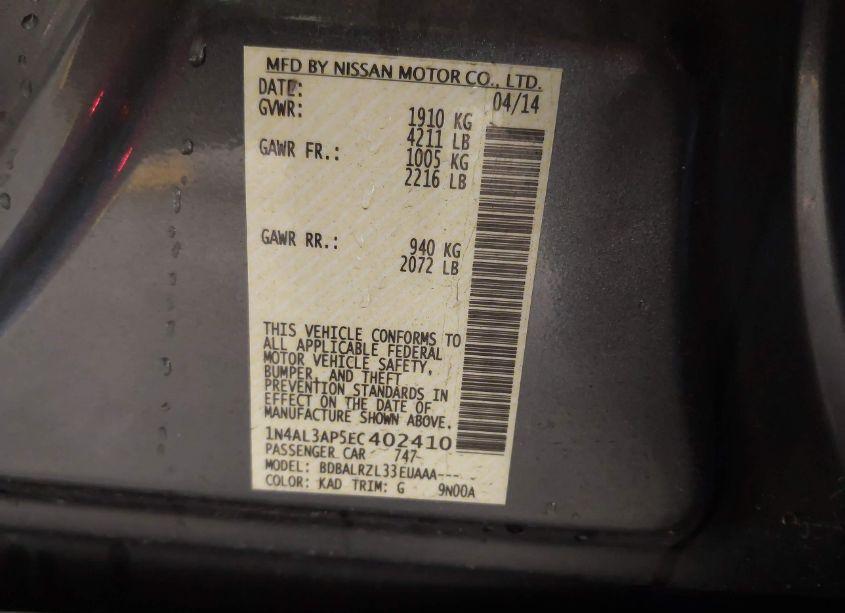 MFD BY NISSAN MOTOR CO., LTD.
DATE: 04/14
GVWR: 1910 KG
4211 LB
GAWR FR.: 1005 KG
2216 LB
GAWR RR.: 940 KG
2072 LB
THIS VEHICLE CONFORMS TO
ALL APPLICABLE FEDERAL
MOTOR VEHICLE SAFETY,
BUMPER, AND THEFT
PREVENTION STANDARDS IN
EFFECT ON THE DATE OF
MANUFACTURE SHOWN ABOVE.
1N4AL3AP5EC402410
PASSENGER CAR 747-
MODEL: BDBALRZL33EUAAA----
COLOR: KAD TRIM: G 9N00A